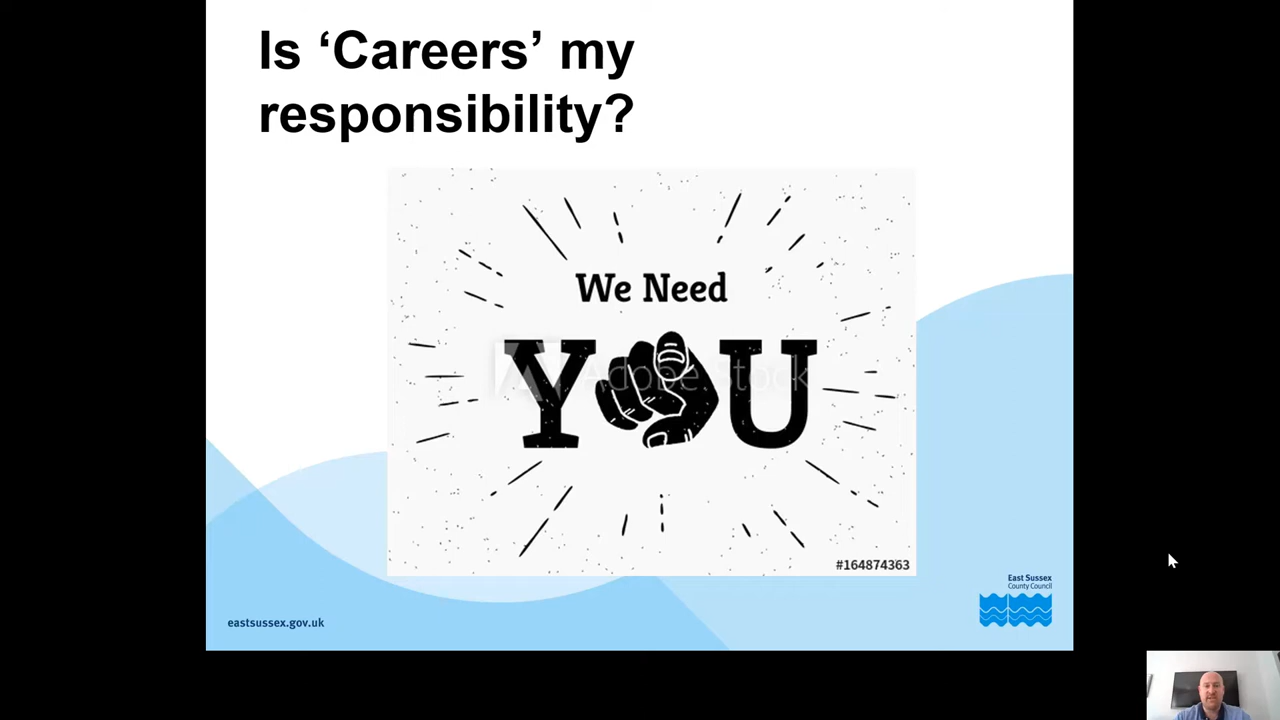 Is ‘Careers’ my
responsibility?
We Need
YOU
Adobe Stock
#164874363
East Sussex
County Council
eastsussex.gov.uk